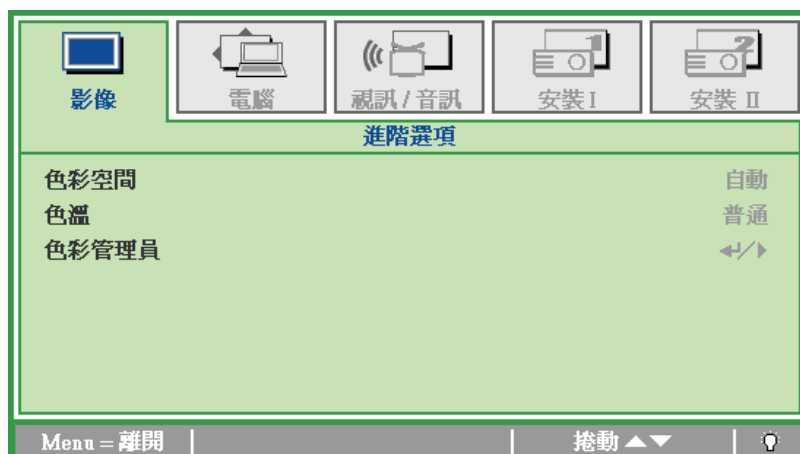 影像
電腦
視訊 / 音訊
安裝 I
安裝 II
進階選項
色彩空間 自動
色溫 普通
色彩管理員
Menu = 離開 捲動